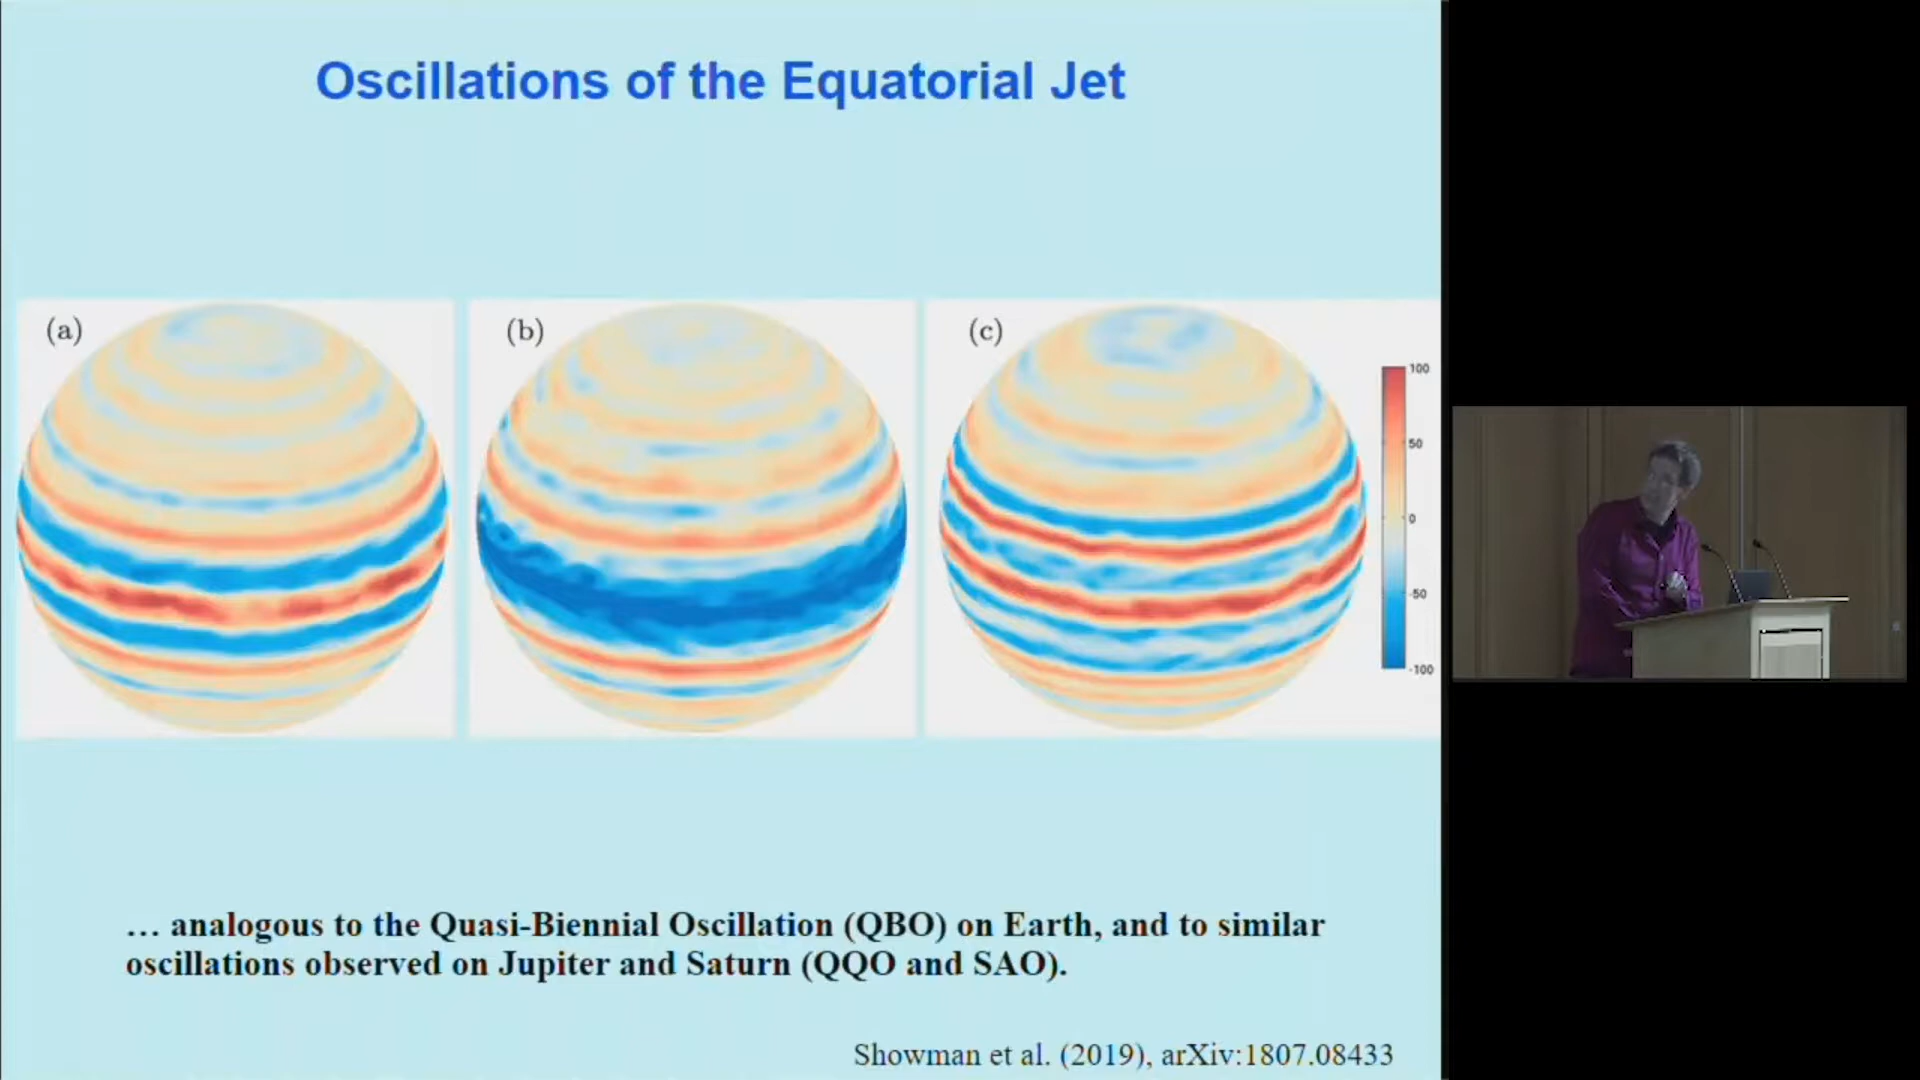 Oscillations of the Equatorial Jet
(a)
(b)
(c)
100
50
0
-50
-100
… analogous to the Quasi-Biennial Oscillation (QBO) on Earth, and to similar
oscillations observed on Jupiter and Saturn (QQO and SAO).
Showman et al. (2019), arXiv:1807.08433